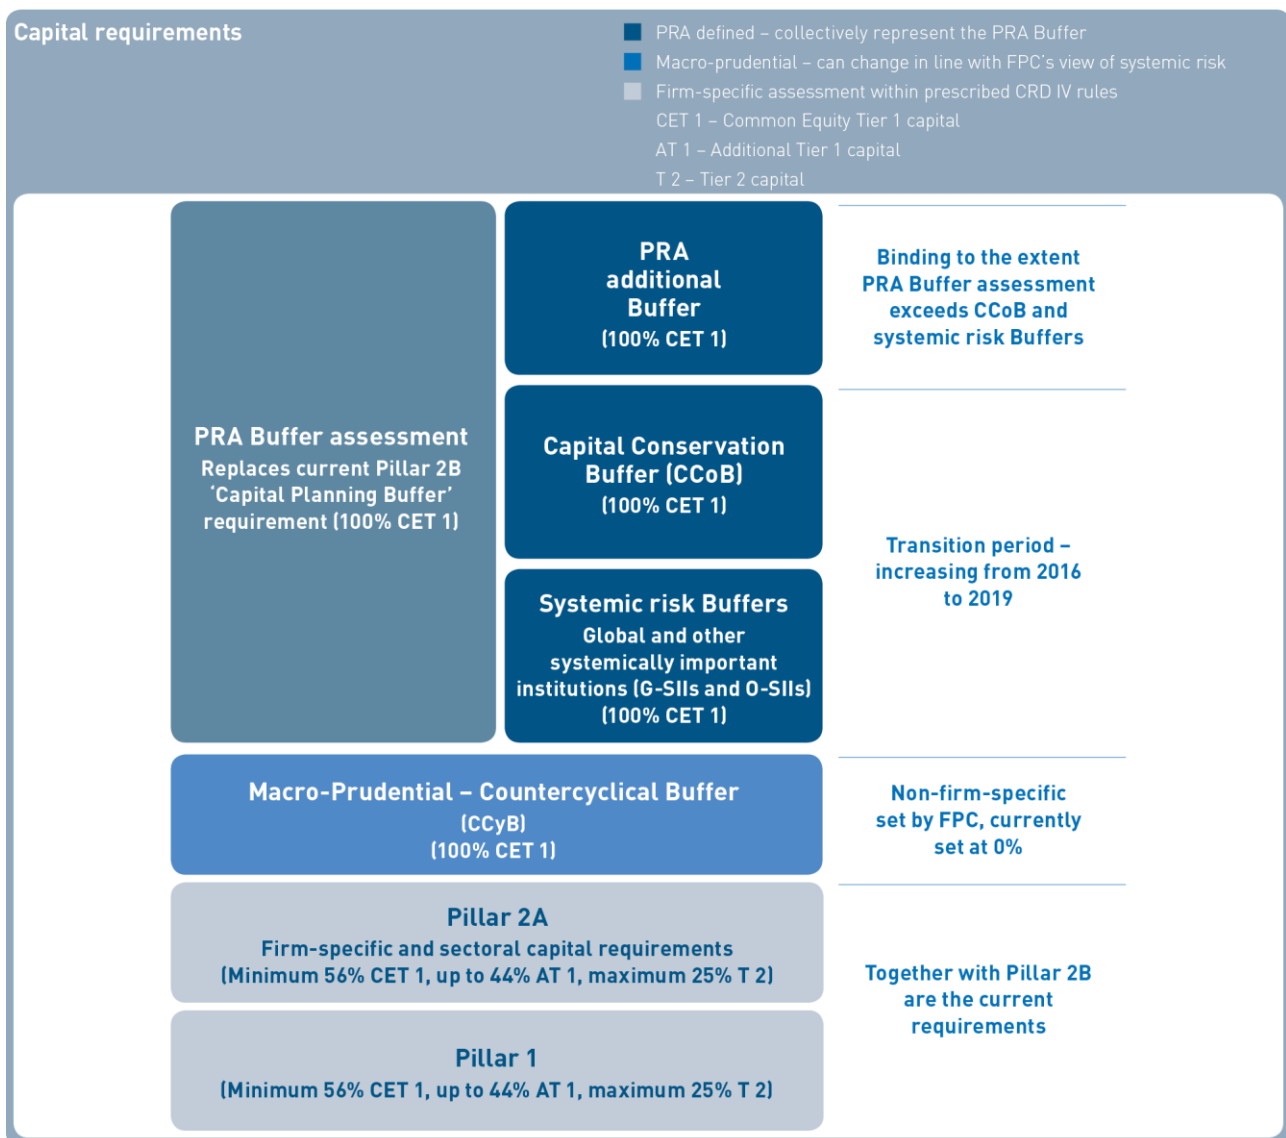 Capital requirements
PRA defined – collectively represent the PRA Buffer
Macro-prudential – can change in line with FPC's view of systemic risk
Firm-specific assessment within prescribed CRD IV rules
CET 1 – Common Equity Tier 1 capital
AT 1 – Additional Tier 1 capital
T 2 – Tier 2 capital
PRA Buffer assessment
Replaces current Pillar 2B
‘Capital Planning Buffer’
requirement (100% CET 1)
PRA
additional
Buffer
(100% CET 1)
Binding to the extent
PRA Buffer assessment
exceeds CCoB and
systemic risk Buffers
Capital Conservation
Buffer (CCoB)
(100% CET 1)
Systemic risk Buffers
Global and other
systemically important
institutions (G-SIIs and O-SIIs)
(100% CET 1)
Transition period –
increasing from 2016
to 2019
Macro-Prudential – Countercyclical Buffer
(CCyB)
(100% CET 1)
Non-firm-specific
set by FPC, currently
set at 0%
Pillar 2A
Firm-specific and sectoral capital requirements
(Minimum 56% CET 1, up to 44% AT 1, maximum 25% T 2)
Pillar 1
(Minimum 56% CET 1, up to 44% AT 1, maximum 25% T 2)
Together with Pillar 2B
are the current
requirements